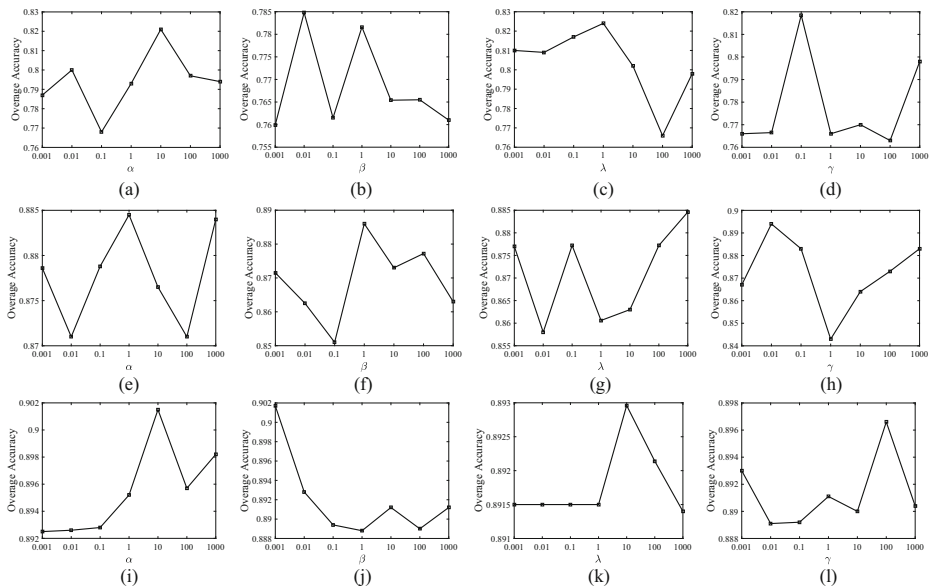 0.83
0.82
0.81
0.8
0.79
0.78
0.77
0.76
Overage Accuracy
0.001 0.01 0.1 1 10 100 1000
α
(a)
0.785
0.775
0.765
0.755
Overage Accuracy
0.001 0.01 0.1 1 10 100 1000
β
(b)
0.83
0.82
0.81
0.8
0.79
0.78
0.77
0.76
Overage Accuracy
0.001 0.01 0.1 1 10 100 1000
λ
(c)
0.82
0.81
0.8
0.79
0.78
0.77
0.76
Overage Accuracy
0.001 0.01 0.1 1 10 100 1000
γ
(d)
0.885
0.88
0.875
0.87
Overage Accuracy
0.001 0.01 0.1 1 10 100 1000
α
(e)
0.89
0.88
0.87
0.86
0.85
Overage Accuracy
0.001 0.01 0.1 1 10 100 1000
β
(f)
0.885
0.88
0.875
0.87
0.865
0.86
0.855
Overage Accuracy
0.001 0.01 0.1 1 10 100 1000
λ
(g)
0.9
0.89
0.88
0.87
0.86
0.85
0.84
Overage Accuracy
0.001 0.01 0.1 1 10 100 1000
γ
(h)
0.902
0.9
0.898
0.896
0.894
0.892
Overage Accuracy
0.001 0.01 0.1 1 10 100 1000
α
(i)
0.902
0.9
0.898
0.896
0.894
0.892
0.89
0.888
Overage Accuracy
0.001 0.01 0.1 1 10 100 1000
β
(j)
0.893
0.8925
0.892
0.8915
0.891
Overage Accuracy
0.001 0.01 0.1 1 10 100 1000
λ
(k)
0.898
0.896
0.894
0.892
0.89
0.888
Overage Accuracy
0.001 0.01 0.1 1 10 100 1000
γ
(l)